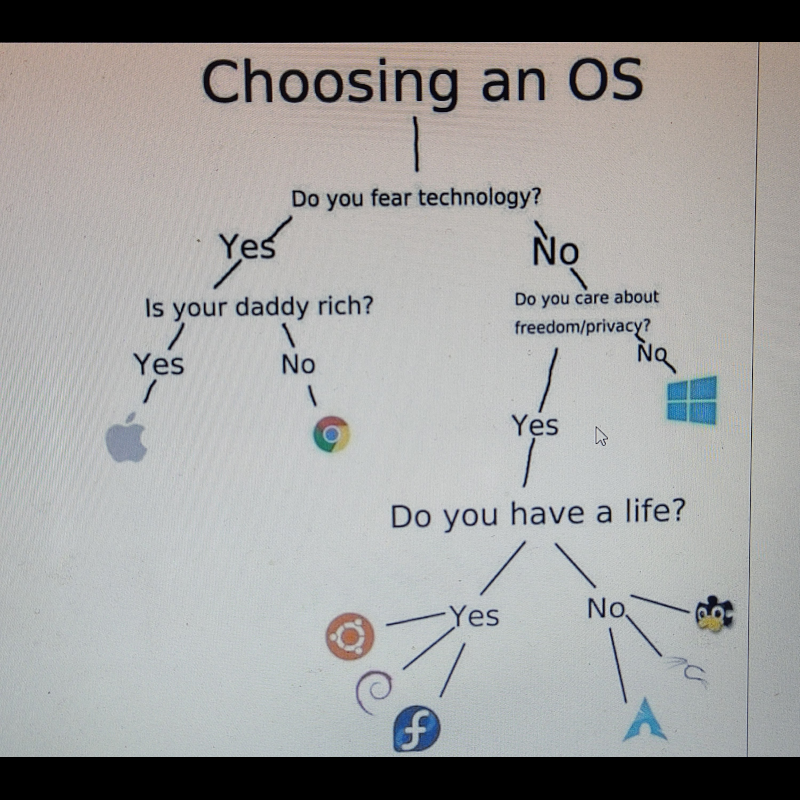 Choosing an OS
Do you fear technology?
Yes
No
Is your daddy rich?
Do you care about
freedom/privacy?
Yes
No
No
Yes
Do you have a life?
Yes
No